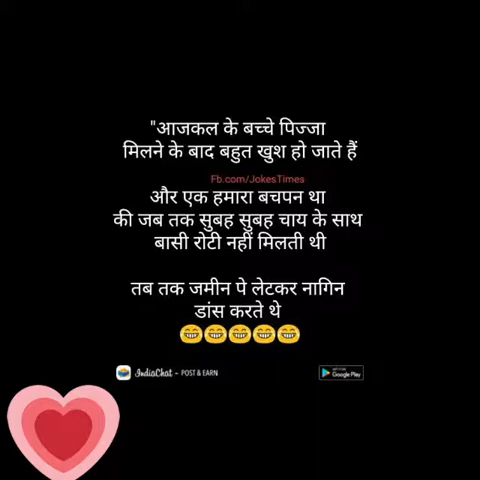 "आजकल के बच्चे पिज्जा
मिलने के बाद बहुत खुश हो जाते हैं
Fb.com/JokesTimes
और एक हमारा बचपन था
की जब तक सुबह सुबह चाय के साथ
बासी रोटी नहीं मिलती थी
तब तक जमीन पे लेटकर नागिन
डांस करते थे
😂😂😂😂😂
IndiaChat - POST & EARN
Google Play